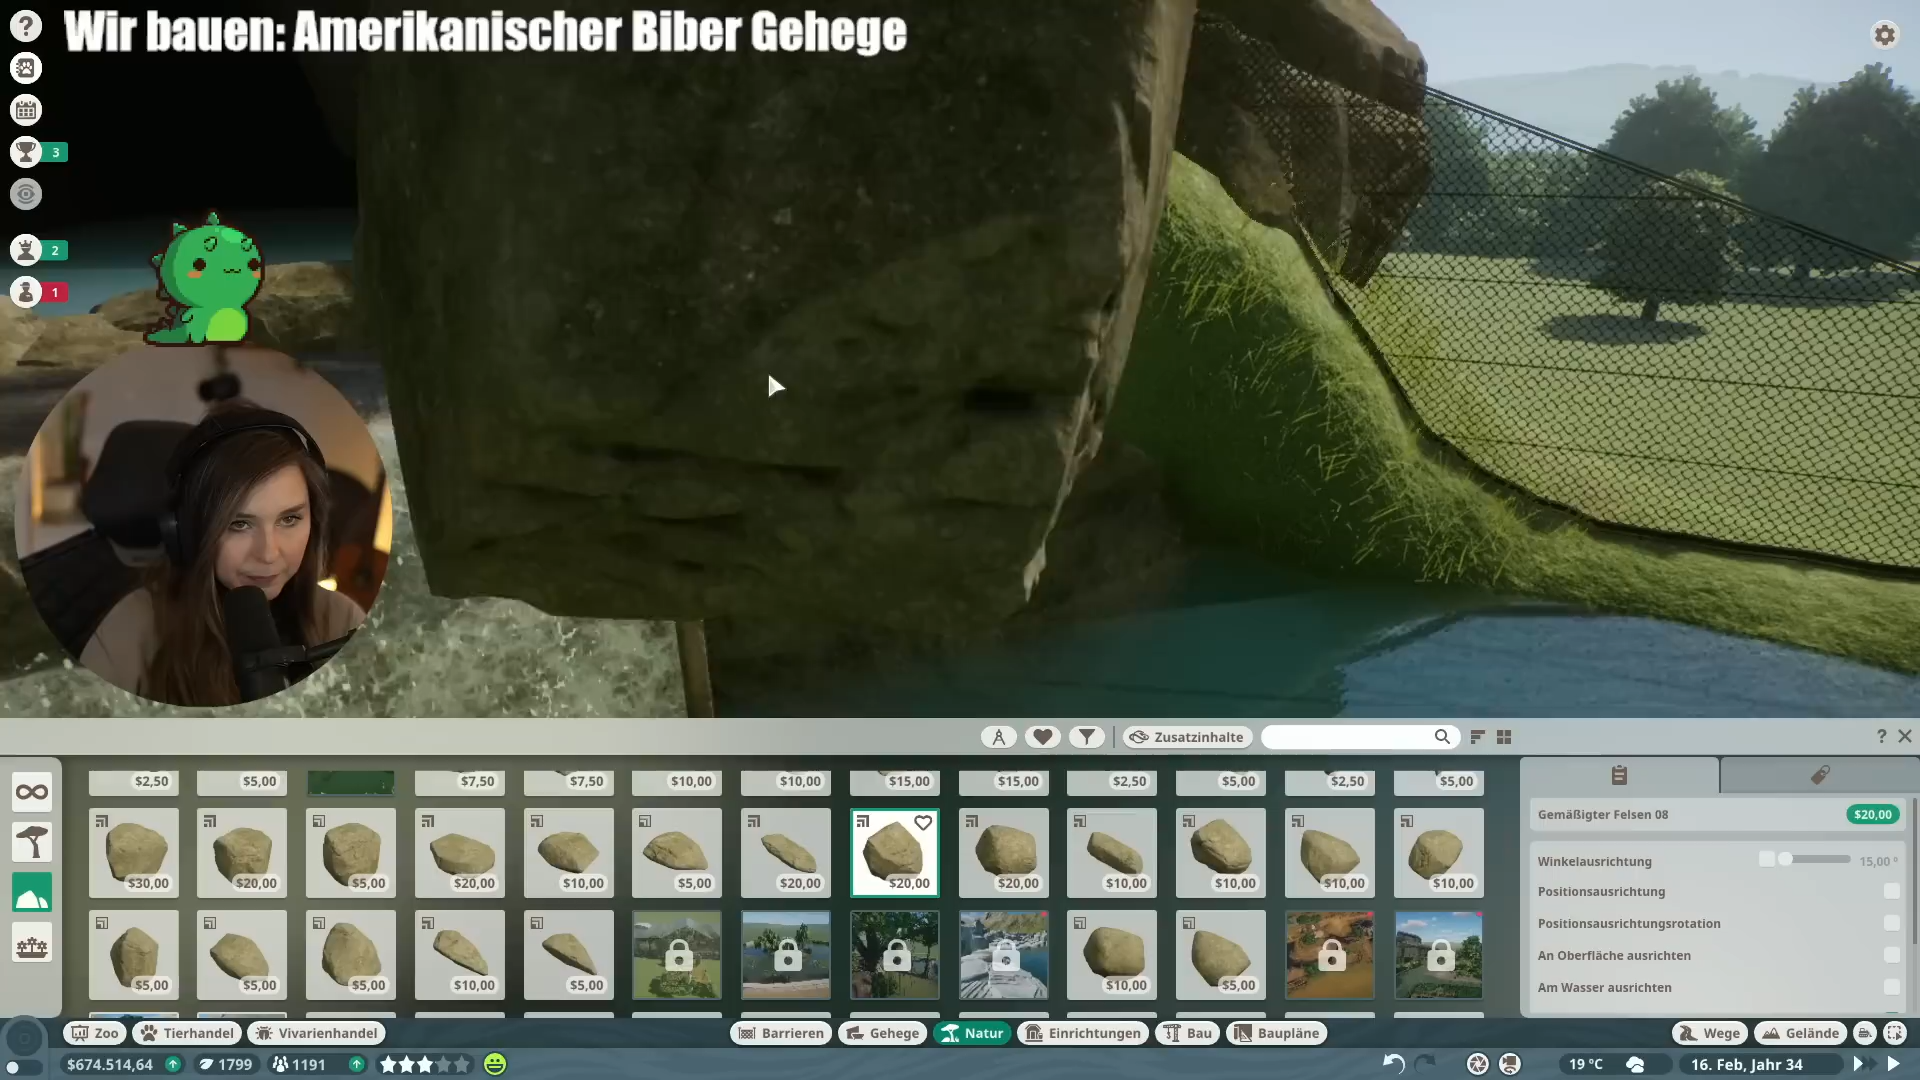 Wir bauen: Amerikanischer Biber Gehege
?
3
2
1
Zusatzinhalte
?
$2,50 $5,00 $7,50 $7,50 $10,00 $10,00 $15,00 $15,00 $2,50 $5,00 $2,50 $5,00
$30,00 $20,00 $5,00 $20,00 $10,00 $5,00 $20,00 $20,00 $20,00 $10,00 $10,00 $10,00 $10,00
$5,00 $5,00 $5,00 $10,00 $5,00 $10,00 $5,00
Gemäßigter Felsen 08 $20,00
Winkelausrichtung 15,00 °
Positionsausrichtung
Positionsausrichtungsrotation
An Oberfläche ausrichten
Am Wasser ausrichten
Zoo Tierhandel Vivarienhandel Barrieren Gehege Natur Einrichtungen Bau Baupläne Wege Gelände
$674.514,64 1799 1191 19 °C 16. Feb, Jahr 34